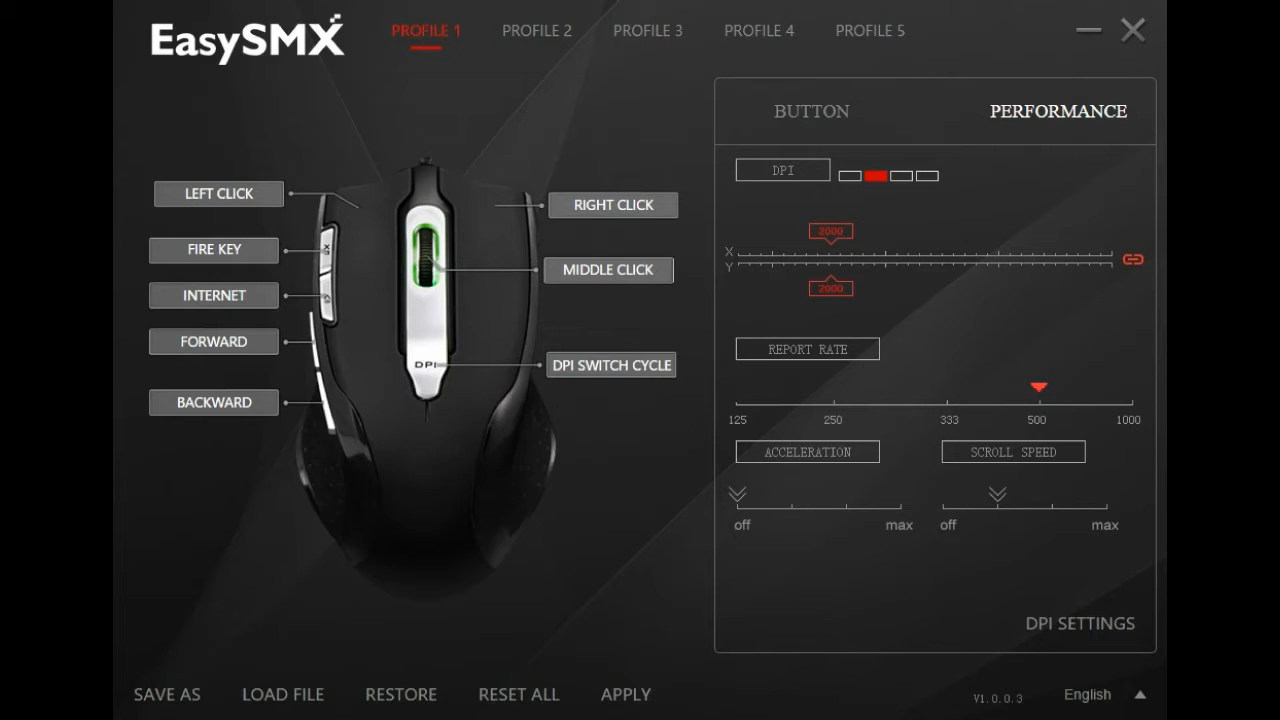 EasySMX
PROFILE 1
PROFILE 2
PROFILE 3
PROFILE 4
PROFILE 5
BUTTON
PERFORMANCE
DPI
LEFT CLICK
RIGHT CLICK
FIRE KEY
MIDDLE CLICK
INTERNET
FORWARD
DPI SWITCH CYCLE
BACKWARD
DPI
2000
X
Y
2000
REPORT RATE
125 250 333 500 1000
ACCELERATION
SCROLL SPEED
off max
off max
DPI SETTINGS
SAVE AS
LOAD FILE
RESTORE
RESET ALL
APPLY
V1.0.0.3
English